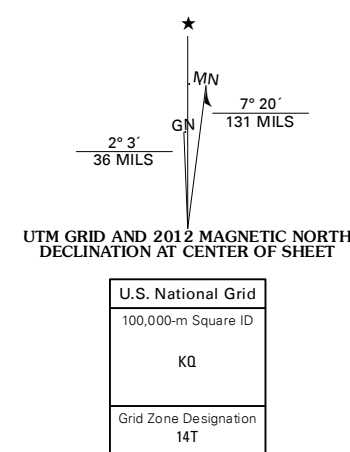 ★
MN
7° 20´
131 MILS
GN
2° 3´
36 MILS
UTM GRID AND 2012 MAGNETIC NORTH
DECLINATION AT CENTER OF SHEET
U.S. National Grid
100,000-m Square ID
KQ
Grid Zone Designation
14T